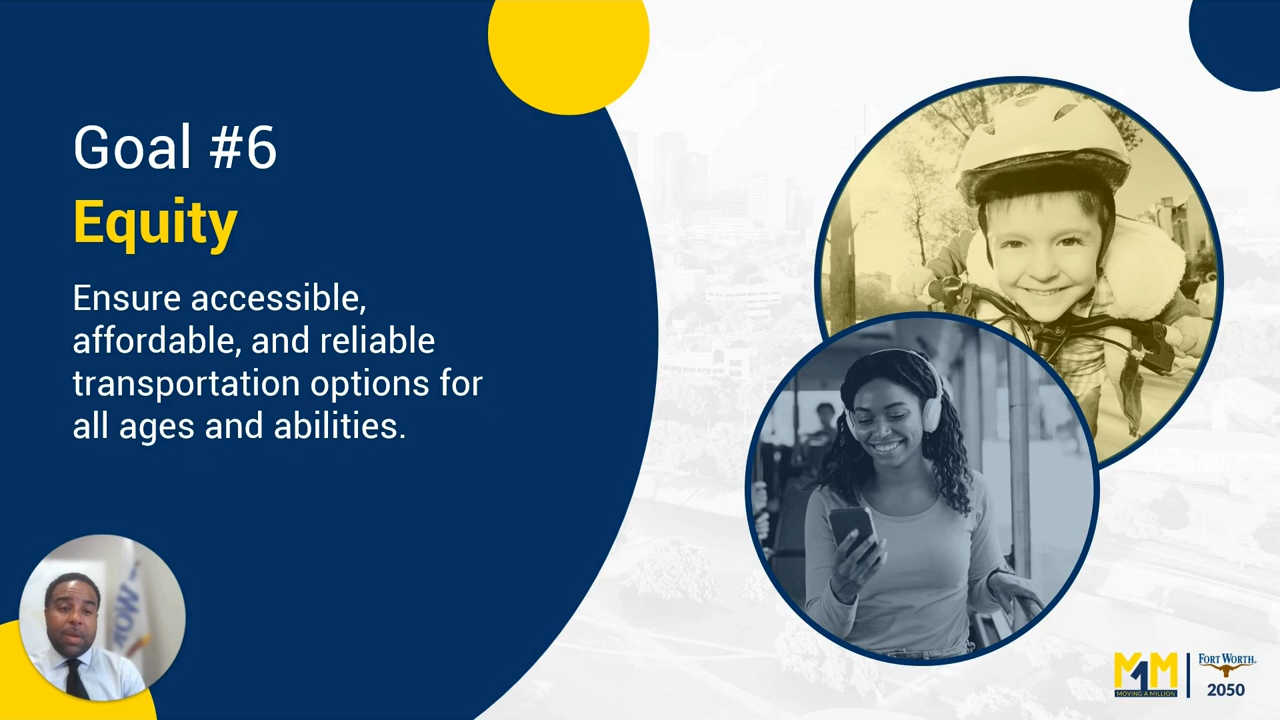 Goal #6
Equity
Ensure accessible,
affordable, and reliable
transportation options for
all ages and abilities.
M1M
MOVING A MILLION
FORT WORTH
2050